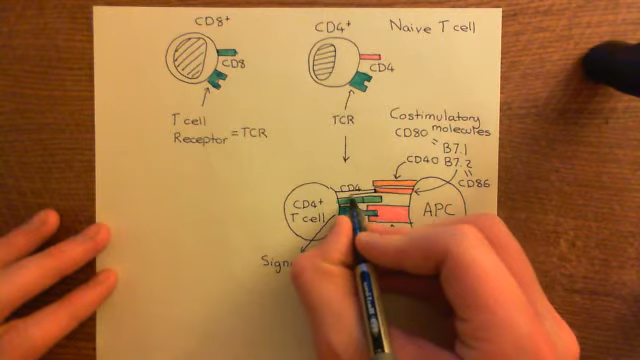 CD8⁺
CD8
T cell
Receptor = TCR
CD4⁺
CD4
TCR
Naive T cell
Costimulatory
molecules
CD80
=
B7.1
CD40 B7.2
=
CD86
CD4
CD4⁺
T cell
APC